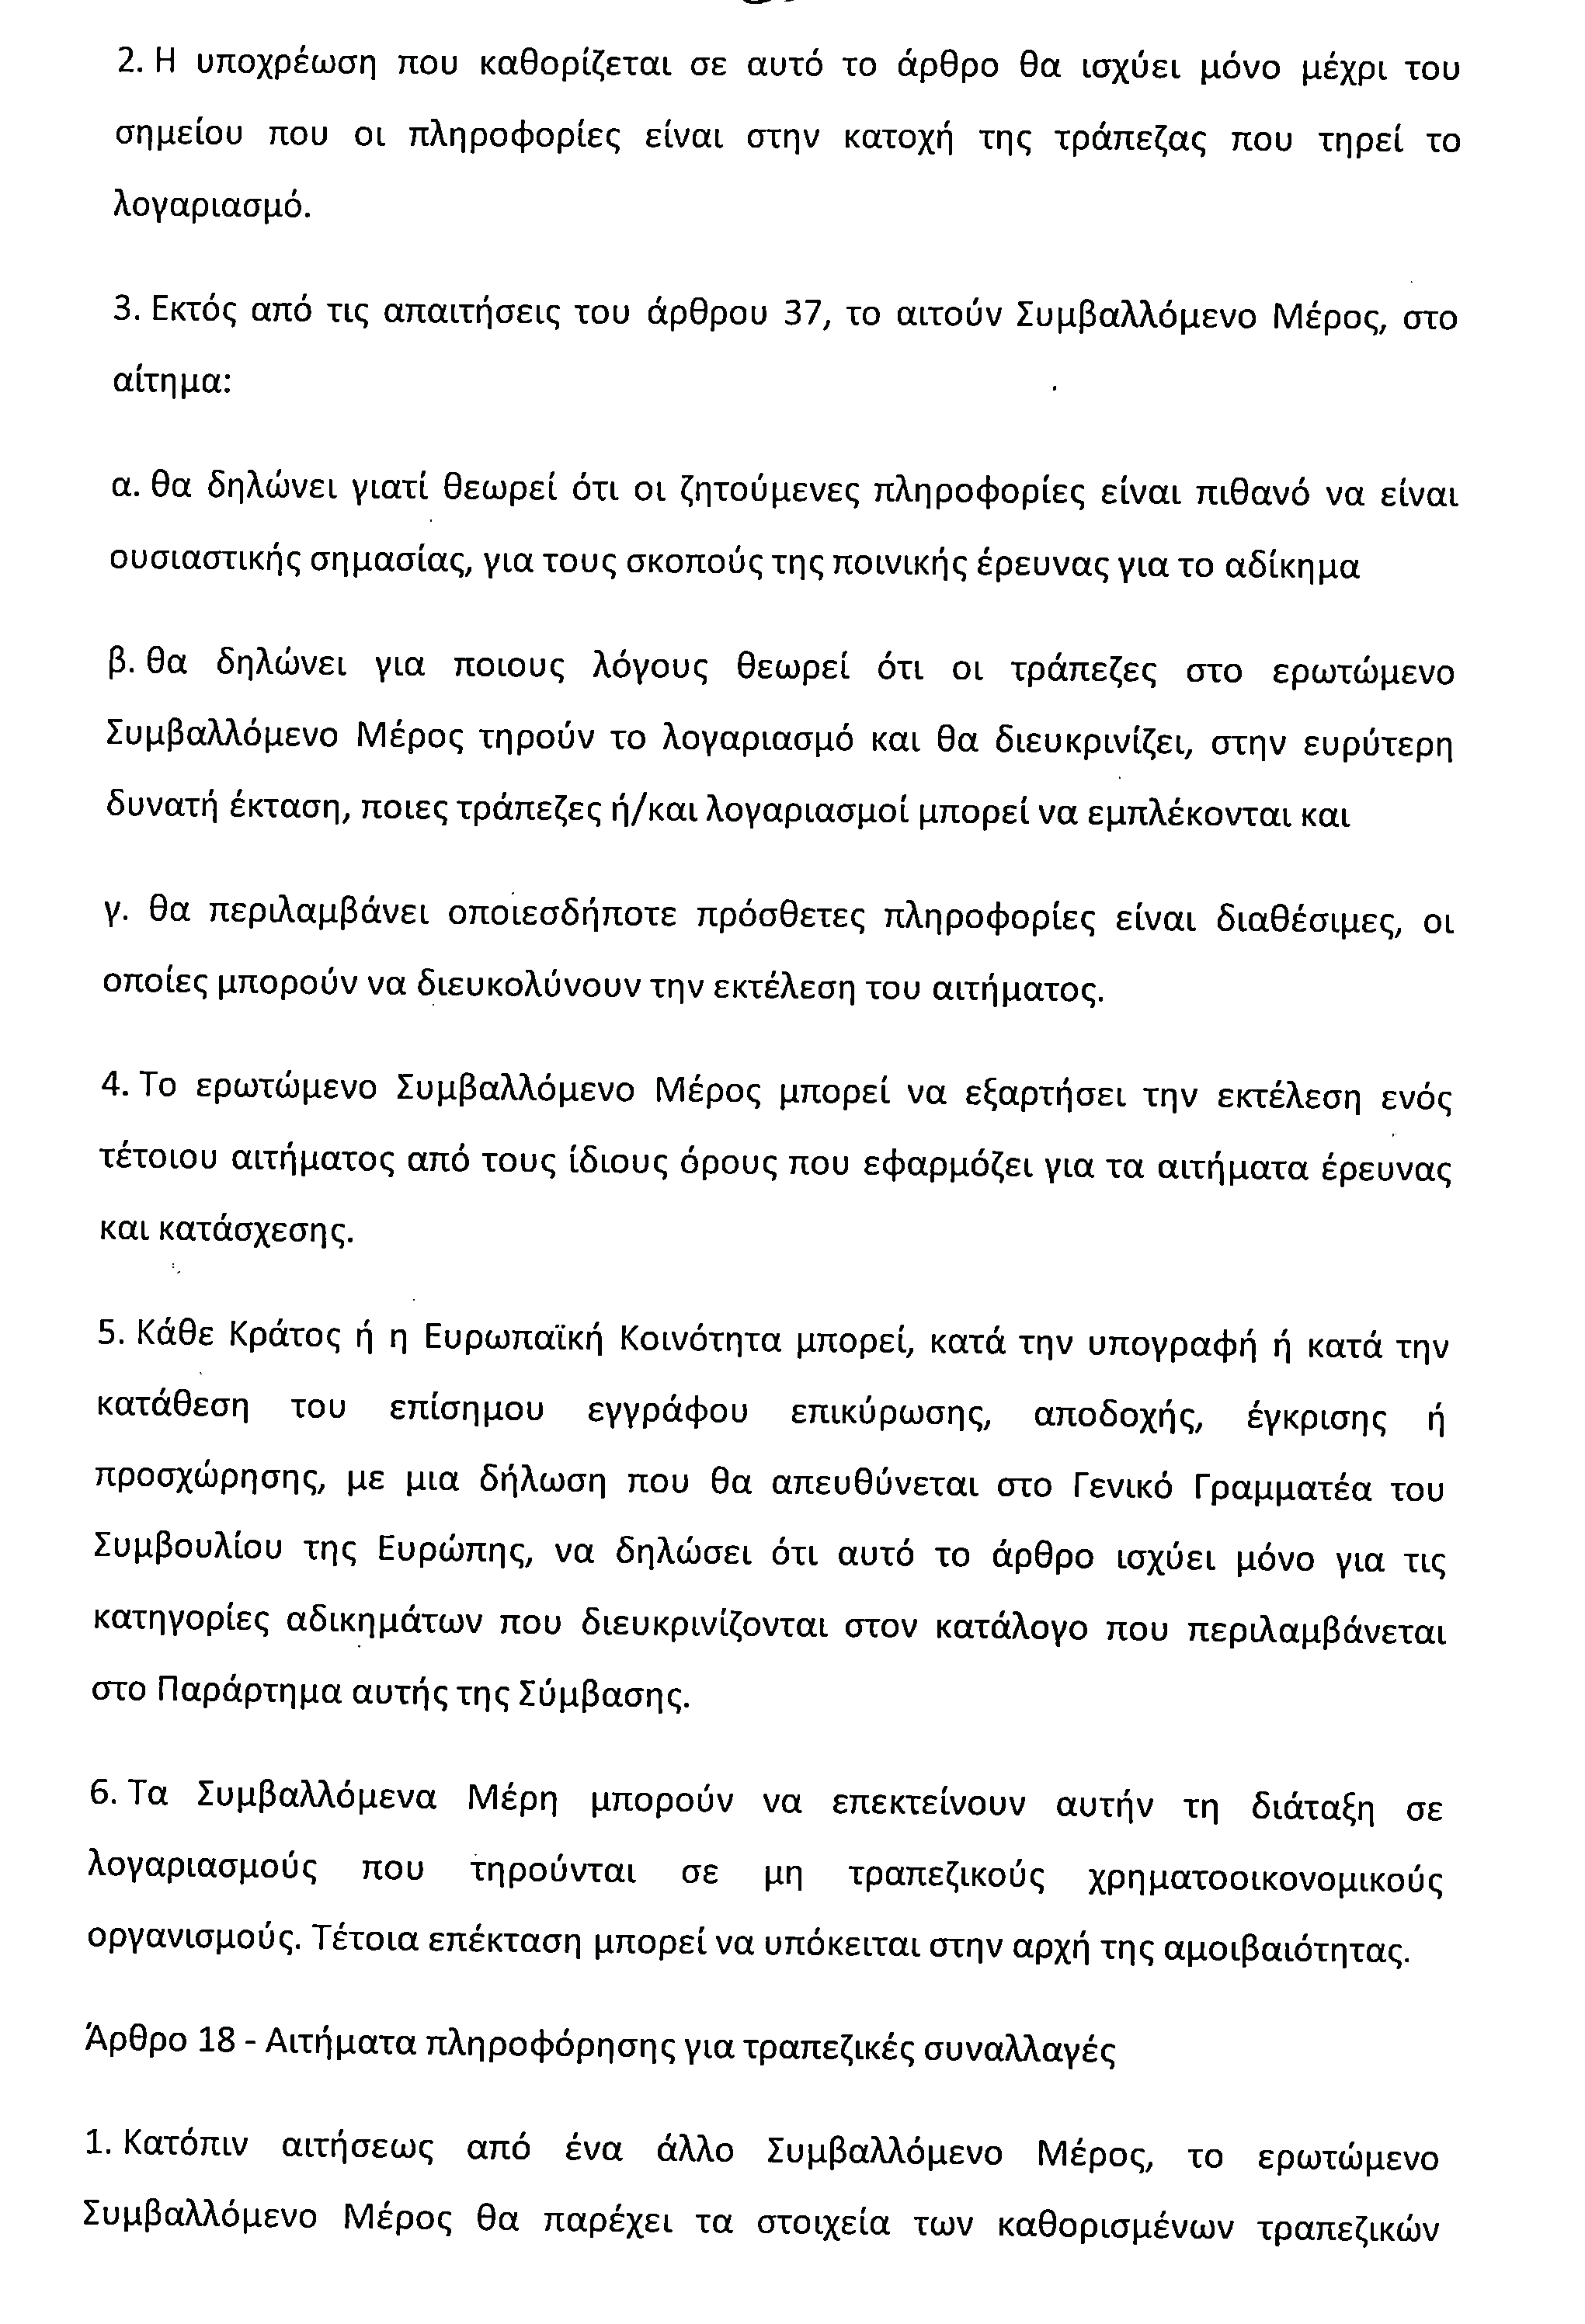 2. Η υποχρέωση που καθορίζεται σε αυτό το άρθρο θα ισχύει μόνο μέχρι του
σημείου που οι πληροφορίες είναι στην κατοχή της τράπεζας που τηρεί το
λογαριασμό.
3. Εκτός από τις απαιτήσεις του άρθρου 37, το αιτούν Συμβαλλόμενο Μέρος, στο
αίτημα:
α. θα δηλώνει γιατί θεωρεί ότι οι ζητούμενες πληροφορίες είναι πιθανό να είναι
ουσιαστικής σημασίας, για τους σκοπούς της ποινικής έρευνας για το αδίκημα
β. θα δηλώνει για ποιους λόγους θεωρεί ότι οι τράπεζες στο ερωτώμενο
Συμβαλλόμενο Μέρος τηρούν το λογαριασμό και θα διευκρινίζει, στην ευρύτερη
δυνατή έκταση, ποιες τράπεζες ή/και λογαριασμοί μπορεί να εμπλέκονται και
γ. θα περιλαμβάνει οποιεσδήποτε πρόσθετες πληροφορίες είναι διαθέσιμες, οι
οποίες μπορούν να διευκολύνουν την εκτέλεση του αιτήματος.
4. Το ερωτώμενο Συμβαλλόμενο Μέρος μπορεί να εξαρτήσει την εκτέλεση ενός
τέτοιου αιτήματος από τους ίδιους όρους που εφαρμόζει για τα αιτήματα έρευνας
και κατάσχεσης.
5. Κάθε Κράτος ή η Ευρωπαϊκή Κοινότητα μπορεί, κατά την υπογραφή ή κατά την
κατάθεση του επίσημου εγγράφου επικύρωσης, αποδοχής, έγκρισης ή
προσχώρησης, με μια δήλωση που θα απευθύνεται στο Γενικό Γραμματέα του
Συμβουλίου της Ευρώπης, να δηλώσει ότι αυτό το άρθρο ισχύει μόνο για τις
κατηγορίες αδικημάτων που διευκρινίζονται στον κατάλογο που περιλαμβάνεται
στο Παράρτημα αυτής της Σύμβασης.
6. Τα Συμβαλλόμενα Μέρη μπορούν να επεκτείνουν αυτήν τη διάταξη σε
λογαριασμούς που τηρούνται σε μη τραπεζικούς χρηματοοικονομικούς
οργανισμούς. Τέτοια επέκταση μπορεί να υπόκειται στην αρχή της αμοιβαιότητας.
Άρθρο 18 - Αιτήματα πληροφόρησης για τραπεζικές συναλλαγές
1. Κατόπιν αιτήσεως από ένα άλλο Συμβαλλόμενο Μέρος, το ερωτώμενο
Συμβαλλόμενο Μέρος θα παρέχει τα στοιχεία των καθορισμένων τραπεζικών